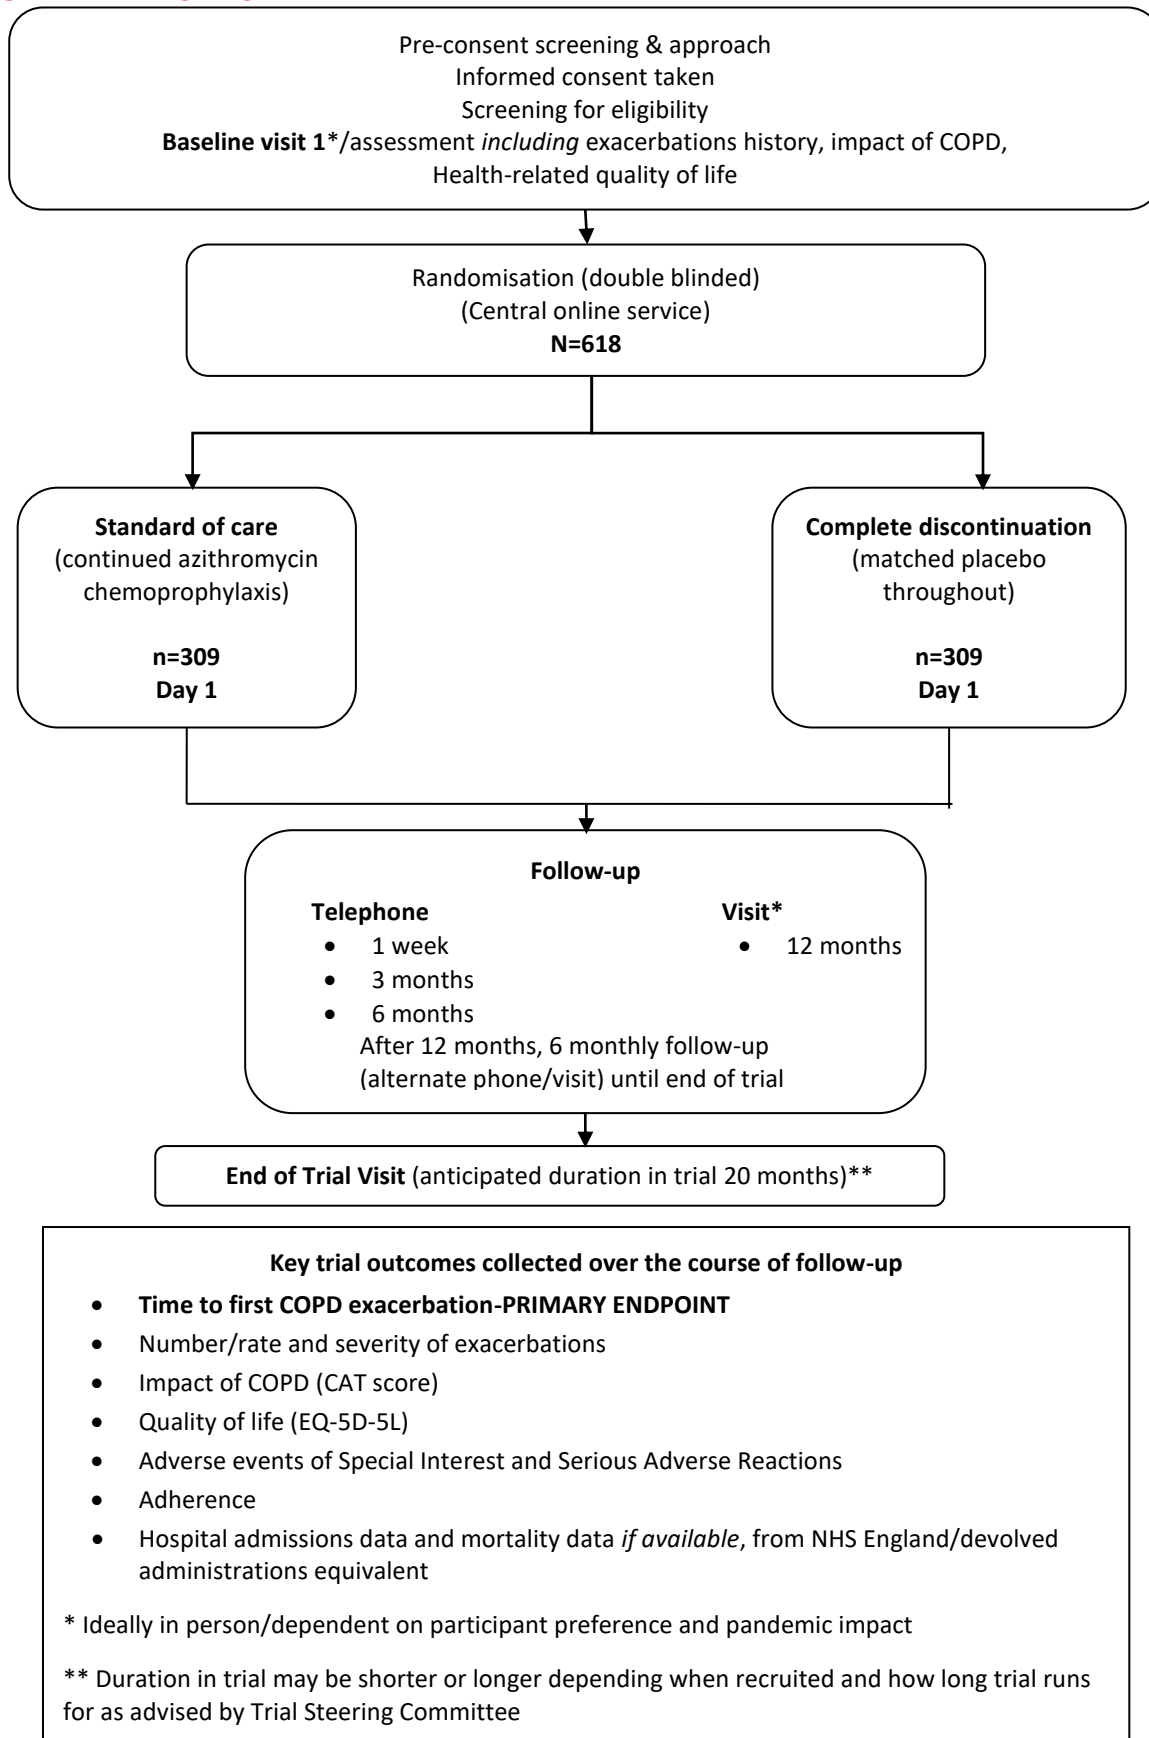 Pre-consent screening & approach
Informed consent taken
Screening for eligibility
Baseline visit 1*/assessment including exacerbations history, impact of COPD,
Health-related quality of life
Randomisation (double blinded)
(Central online service)
N=618
Standard of care
(continued azithromycin
chemoprophylaxis)
n=309
Day 1
Complete discontinuation
(matched placebo
throughout)
n=309
Day 1
Follow-up
Telephone
• 1 week
• 3 months
• 6 months
Visit*
• 12 months
After 12 months, 6 monthly follow-up
(alternate phone/visit) until end of trial
End of Trial Visit (anticipated duration in trial 20 months)**
Key trial outcomes collected over the course of follow-up
• Time to first COPD exacerbation-PRIMARY ENDPOINT
• Number/rate and severity of exacerbations
• Impact of COPD (CAT score)
• Quality of life (EQ-5D-5L)
• Adverse events of Special Interest and Serious Adverse Reactions
• Adherence
• Hospital admissions data and mortality data if available, from NHS England/devolved
administrations equivalent
* Ideally in person/dependent on participant preference and pandemic impact
** Duration in trial may be shorter or longer depending when recruited and how long trial runs
for as advised by Trial Steering Committee